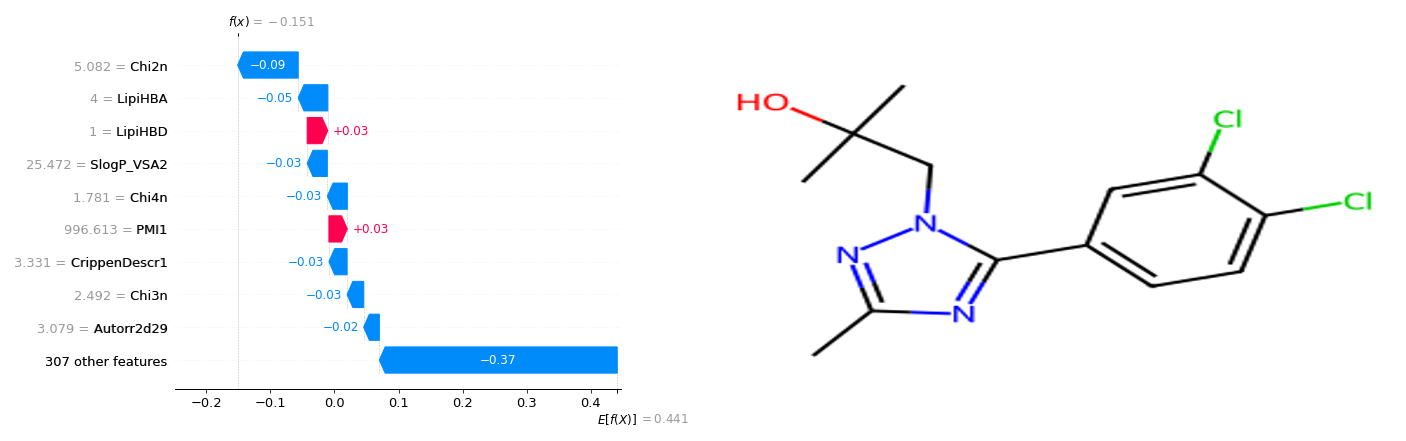 f(x) = −0.151
5.082 = Chi2n
−0.09
4 = LipiHBA
−0.05
1 = LipiHBD
+0.03
25.472 = SlogP_VSA2
−0.03
1.781 = Chi4n
−0.03
996.613 = PMI1
+0.03
3.331 = CrippenDescr1
−0.03
2.492 = Chi3n
−0.03
3.079 = Autorr2d29
−0.02
307 other features
−0.37
−0.2 −0.1 0.0 0.1 0.2 0.3 0.4
E[f(X)] = 0.441
HO
Cl
Cl
N
N
N